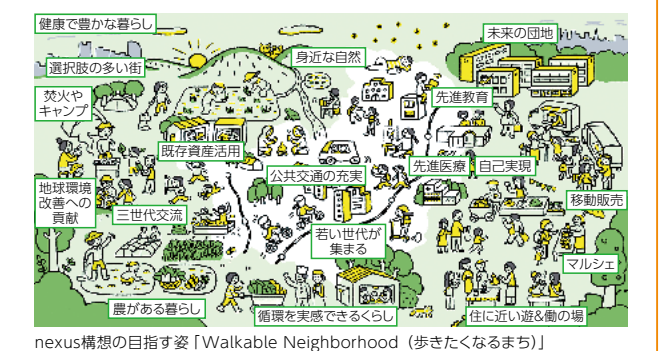 健康で豊かな暮らし
未来の団地
身近な自然
選択肢の多い街
焚火や
キャンプ
先進教育
既存資産活用
公共交通の充実
先進医療
自己実現
地球環境
改善への
貢献
三世代交流
移動販売
若い世代が
集まる
マルシェ
農がある暮らし
循環を実感できるくらし
住に近い遊&働の場
nexus構想の目指す姿「Walkable Neighborhood（歩きたくなるまち）」